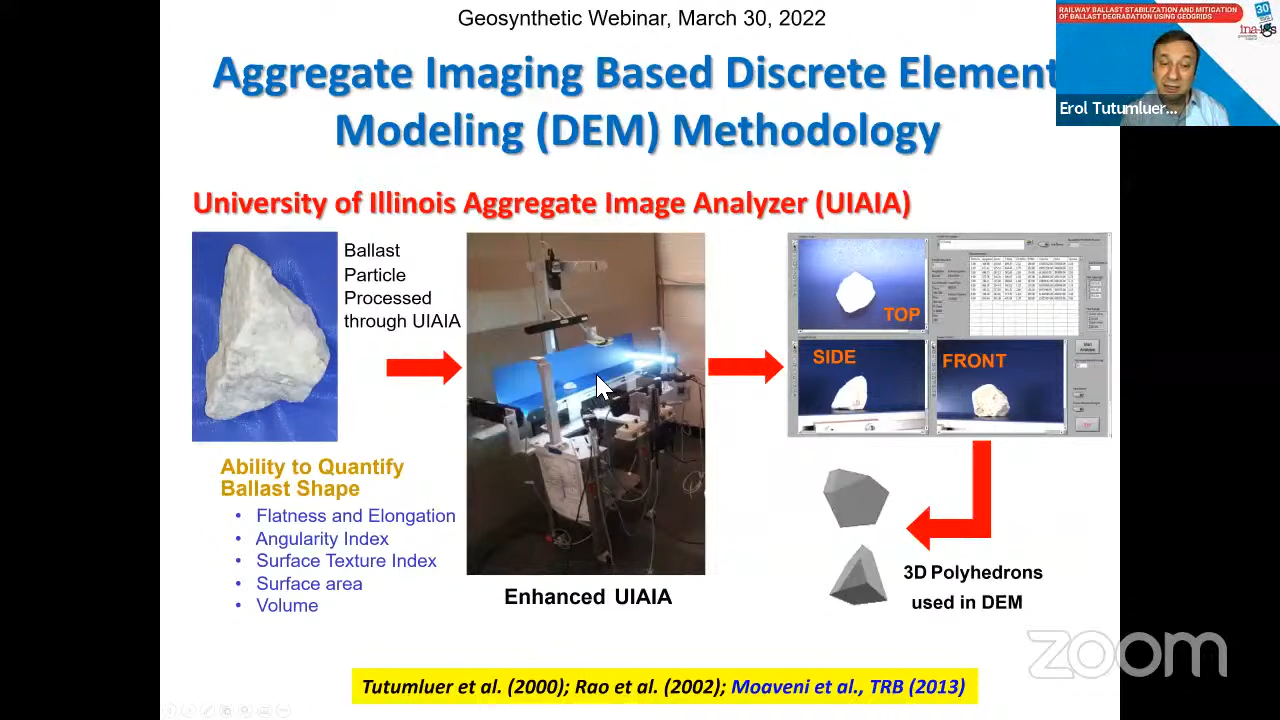 Geosynthetic Webinar, March 30, 2022
RAILWAY BALLAST STABILIZATION AND MITIGATION
OF BALLAST DEGRADATION USING GEOGRIDS
30
Erol Tutumluer...
Aggregate Imaging Based Discrete Element
Modeling (DEM) Methodology
University of Illinois Aggregate Image Analyzer (UIAIA)
Ballast
Particle
Processed
through UIAIA
TOP
SIDE
FRONT
Ability to Quantify
Ballast Shape
• Flatness and Elongation
• Angularity Index
• Surface Texture Index
• Surface area
• Volume
Enhanced UIAIA
3D Polyhedrons
used in DEM
zoom
Tutumluer et al. (2000); Rao et al. (2002); Moaveni et al., TRB (2013)